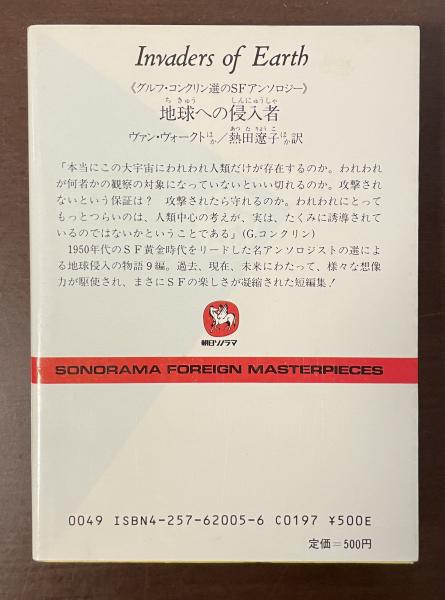 Invaders of Earth
《グルフ・コンクリン選のSFアンソロジー》
ち きゅう しんにゅうしゃ
地球への侵入者
あつ た りょう こ
ヴァン・ヴォークトほか/熱田遼子ほか訳
「本当にこの大宇宙にわれわれ人類だけが存在するのか。われわれ
が何者かの観察の対象になっていないといい切れるのか。攻撃され
ないという保証は? 攻撃されたら守れるのか。われわれにとって
もっとつらいのは、人類中心の考えが、実は、たくみに誘導されて
いるのではないかということである」(G.コンクリン)
1950年代のSF黄金時代をリードした名アンソロジストの選によ
る地球侵入の物語9編。過去、現在、未来にわたって、様々な想像
力が駆使され、まさにSFの楽しさが凝縮された短編集!
朝日ソノラマ
SONORAMA FOREIGN MASTERPIECES
0049 ISBN4-257-62005-6 C0197 ¥500E
定価=500円